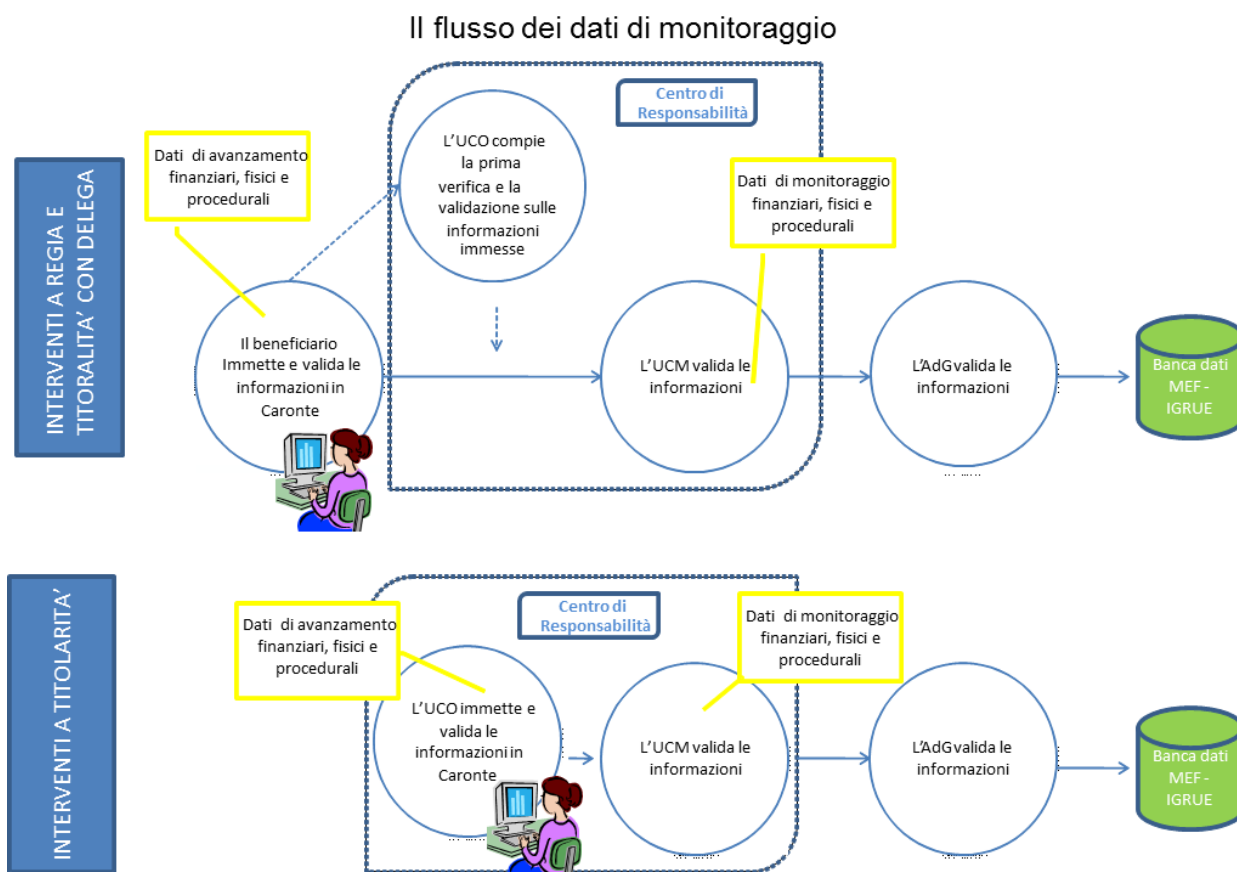 Il flusso dei dati di monitoraggio
INTERVENTI A REGIA E
TITORALITA’ CON DELEGA
Dati di avanzamento
finanziari, fisici e
procedurali
Centro di
Responsabilità
L’UCO compie
la prima
verifica e la
validazione sulle
informazioni
immesse
Dati di monitoraggio
finanziari, fisici e
procedurali
Il beneficiario
Immette e valida le
informazioni in
Caronte
L’UCM valida le
informazioni
L’AdG valida le
informazioni
Banca dati
MEF -
IGRUE
INTERVENTI A TITOLARITA’
Dati di avanzamento
finanziari, fisici e
procedurali
Centro di
Responsabilità
Dati di monitoraggio
finanziari, fisici e
procedurali
L’UCO immette e
valida le
informazioni in
Caronte
L’UCM valida le
informazioni
L’AdG valida le
informazioni
Banca dati
MEF -
IGRUE